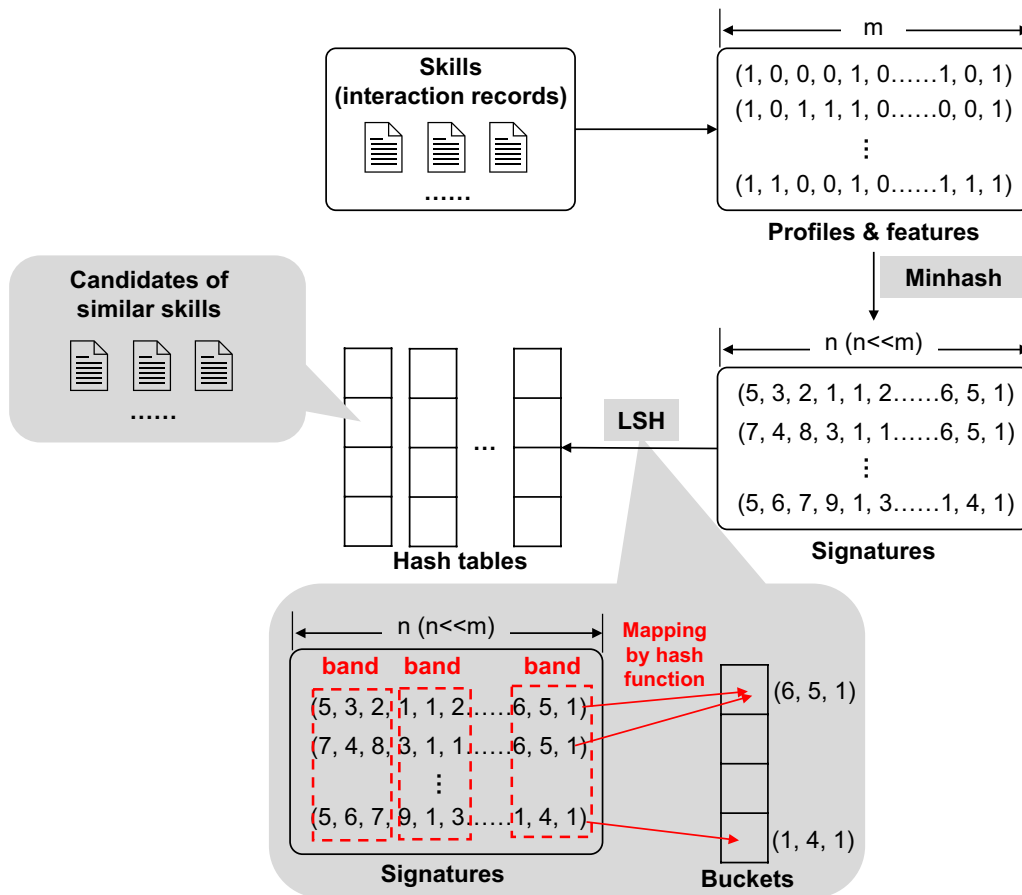 Skills
(interaction records)
......
m
(1, 0, 0, 0, 1, 0......1, 0, 1)
(1, 0, 1, 1, 1, 0......0, 0, 1)
⋮
(1, 1, 0, 0, 1, 0......1, 1, 1)
Profiles & features
Minhash
Candidates of
similar skills
......
n (n<<m)
(5, 3, 2, 1, 1, 2......6, 5, 1)
(7, 4, 8, 3, 1, 1......6, 5, 1)
⋮
(5, 6, 7, 9, 1, 3......1, 4, 1)
Signatures
LSH
...
Hash tables
n (n<<m)
band band band
(5, 3, 2, 1, 1, 2......6, 5, 1)
(7, 4, 8, 3, 1, 1......6, 5, 1)
⋮
(5, 6, 7, 9, 1, 3......1, 4, 1)
Signatures
Mapping
by hash
function
(6, 5, 1)
(1, 4, 1)
Buckets